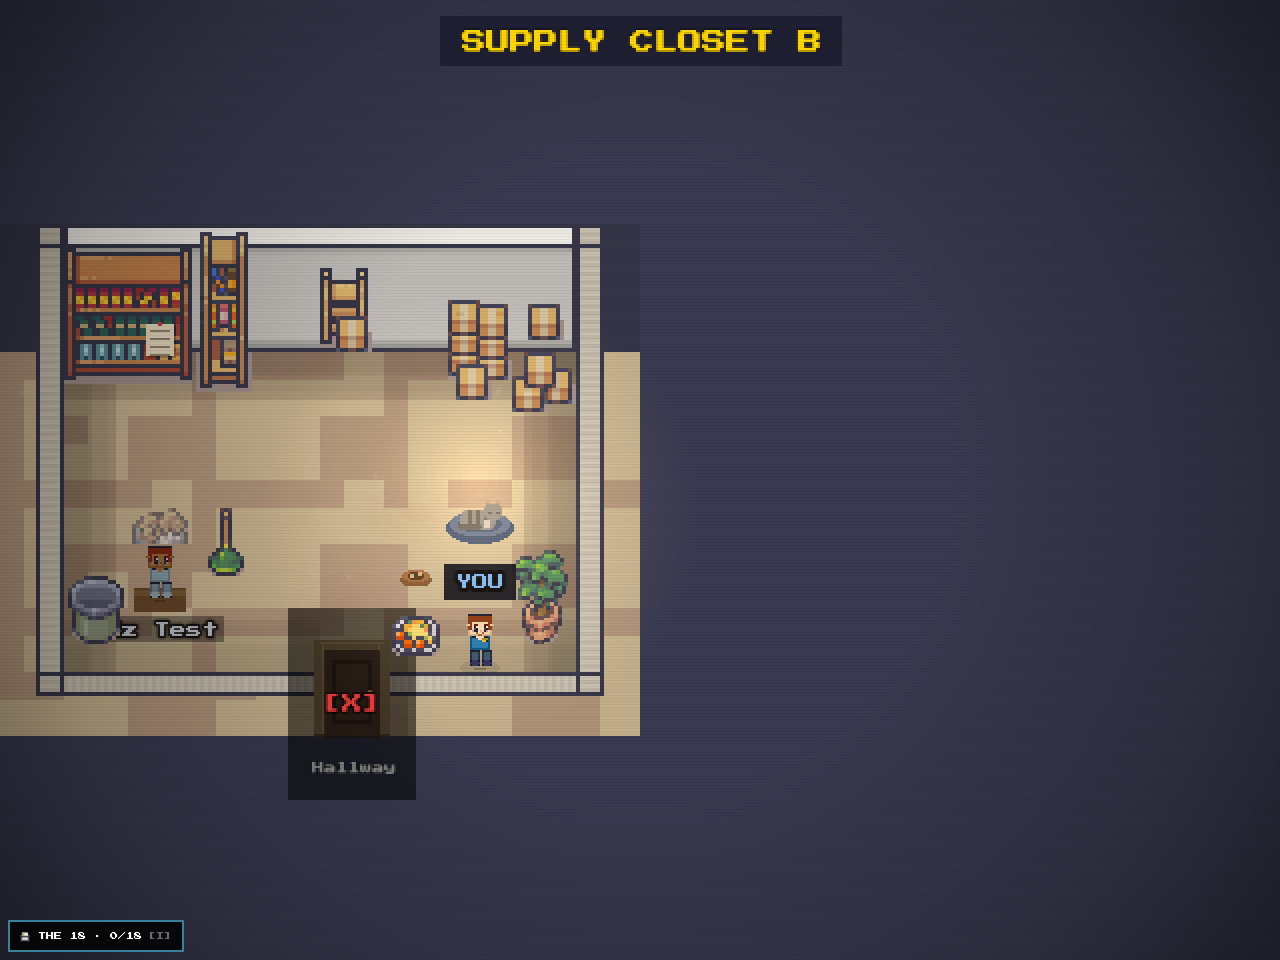 SUPPLY CLOSET B
YOU
z Test
[X]
Hallway
THE 18 · 0/18 [I]